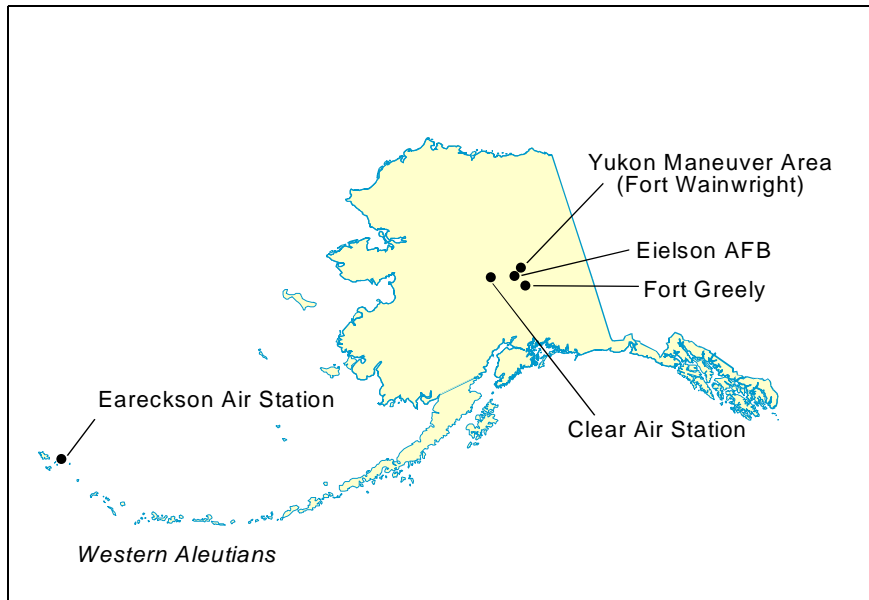 Yukon Maneuver Area
(Fort Wainwright)
Eielson AFB
Fort Greely
Eareckson Air Station
Clear Air Station
Western Aleutians